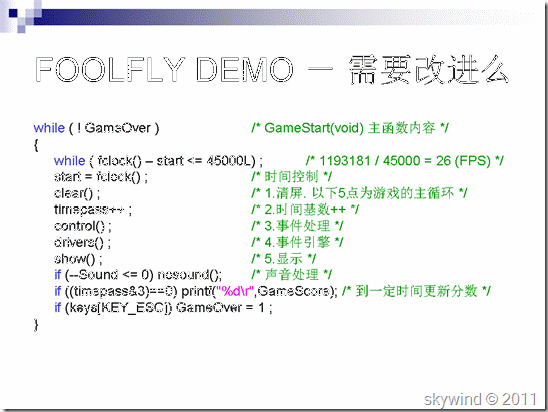 FOOLFLY DEMO － 需要改进么
while ( ! GameOver ) /* GameStart(void) 主函数内容 */
{
while ( fclock() – start <= 45000L) ; /* 1193181 / 45000 = 26 (FPS) */
start = fclock() ; /* 时间控制 */
clear() ; /* 1.清屏. 以下5点为游戏的主循环 */
timepass++ ; /* 2.时间基数++ */
control() ; /* 3.事件处理 */
drivers() ; /* 4.事件引擎 */
show() ; /* 5.显示 */
if (--Sound <= 0) nosound(); /* 声音处理 */
if ((timepass&3)==0) printf("%d\r",GameScore); /* 到一定时间更新分数 */
if (keys[KEY_ESC]) GameOver = 1 ;
}
skywind © 2011